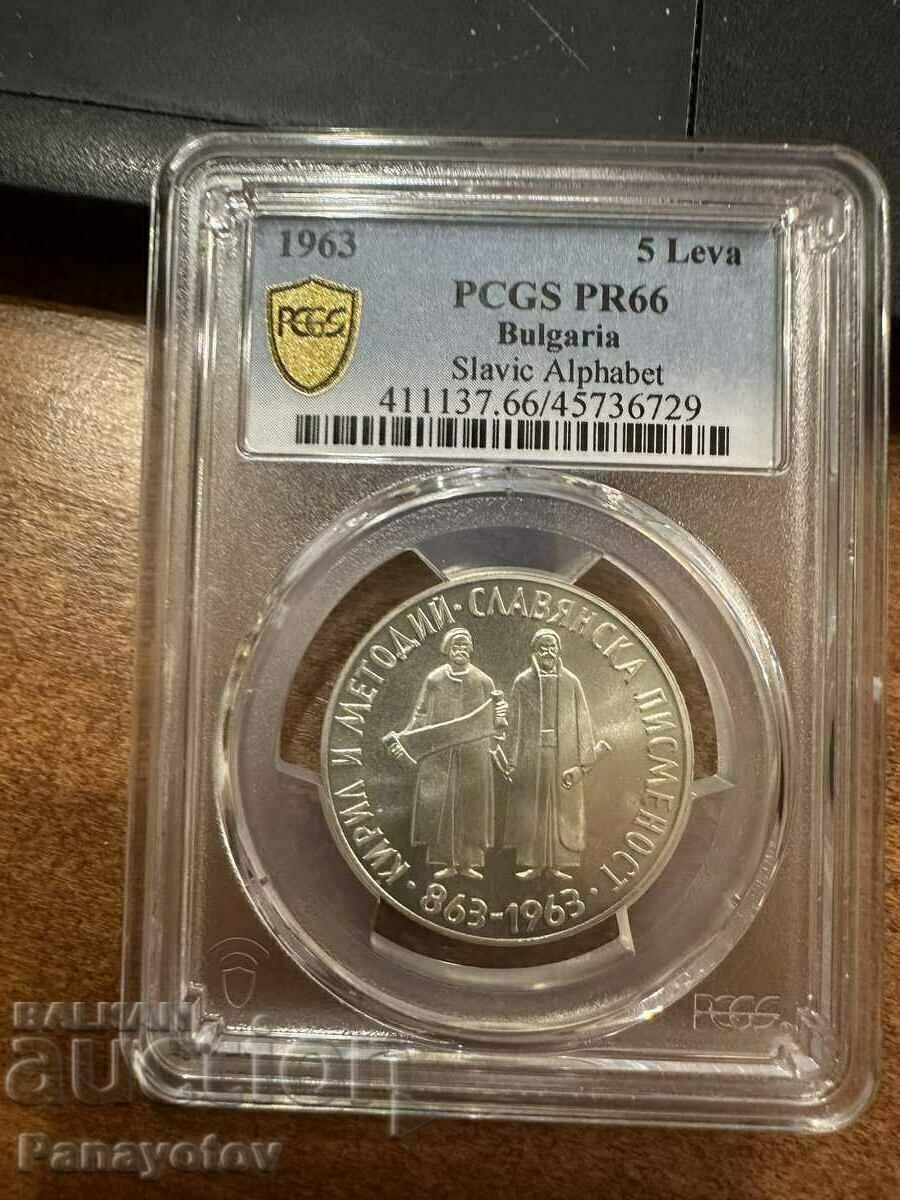 1963 5 Leva
PCGS
PCGS PR66
Bulgaria
Slavic Alphabet
411137.66/45736729
КИРИЛ И МЕТОДИЙ · СЛАВЯНСКА ПИСМЕНОСТ ·
863-1963 ·
PCGS
BALKAN
auction
Panayotov